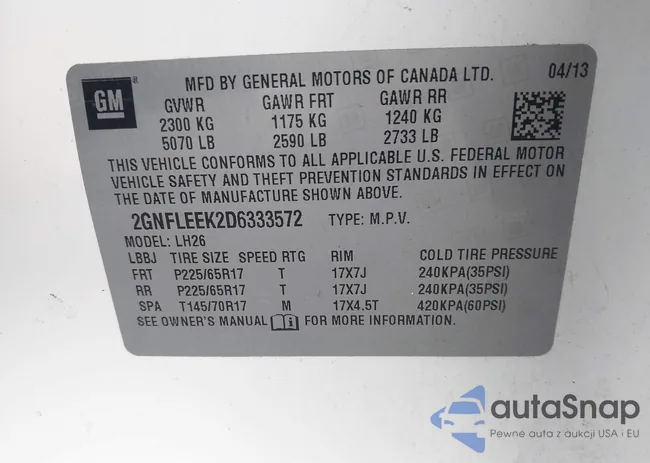 GM
MFD BY GENERAL MOTORS OF CANADA LTD. 04/13
GVWR GAWR FRT GAWR RR
2300 KG 1175 KG 1240 KG
5070 LB 2590 LB 2733 LB
THIS VEHICLE CONFORMS TO ALL APPLICABLE U.S. FEDERAL MOTOR
VEHICLE SAFETY AND THEFT PREVENTION STANDARDS IN EFFECT ON
THE DATE OF MANUFACTURE SHOWN ABOVE.
2GNFLEEK2D6333572 TYPE: M.P.V.
MODEL: LH26
LBBJ TIRE SIZE SPEED RTG RIM COLD TIRE PRESSURE
FRT P225/65R17 T 17X7J 240KPA(35PSI)
RR P225/65R17 T 17X7J 240KPA(35PSI)
SPA T145/70R17 M 17X4.5T 420KPA(60PSI)
SEE OWNER'S MANUAL FOR MORE INFORMATION.
autaSnap
Pewne auta z aukcji USA i EU